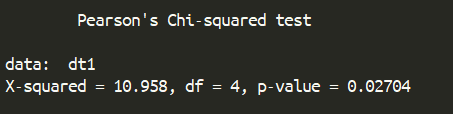 Pearson's Chi-squared test
data: dt1
X-squared = 10.958, df = 4, p-value = 0.02704